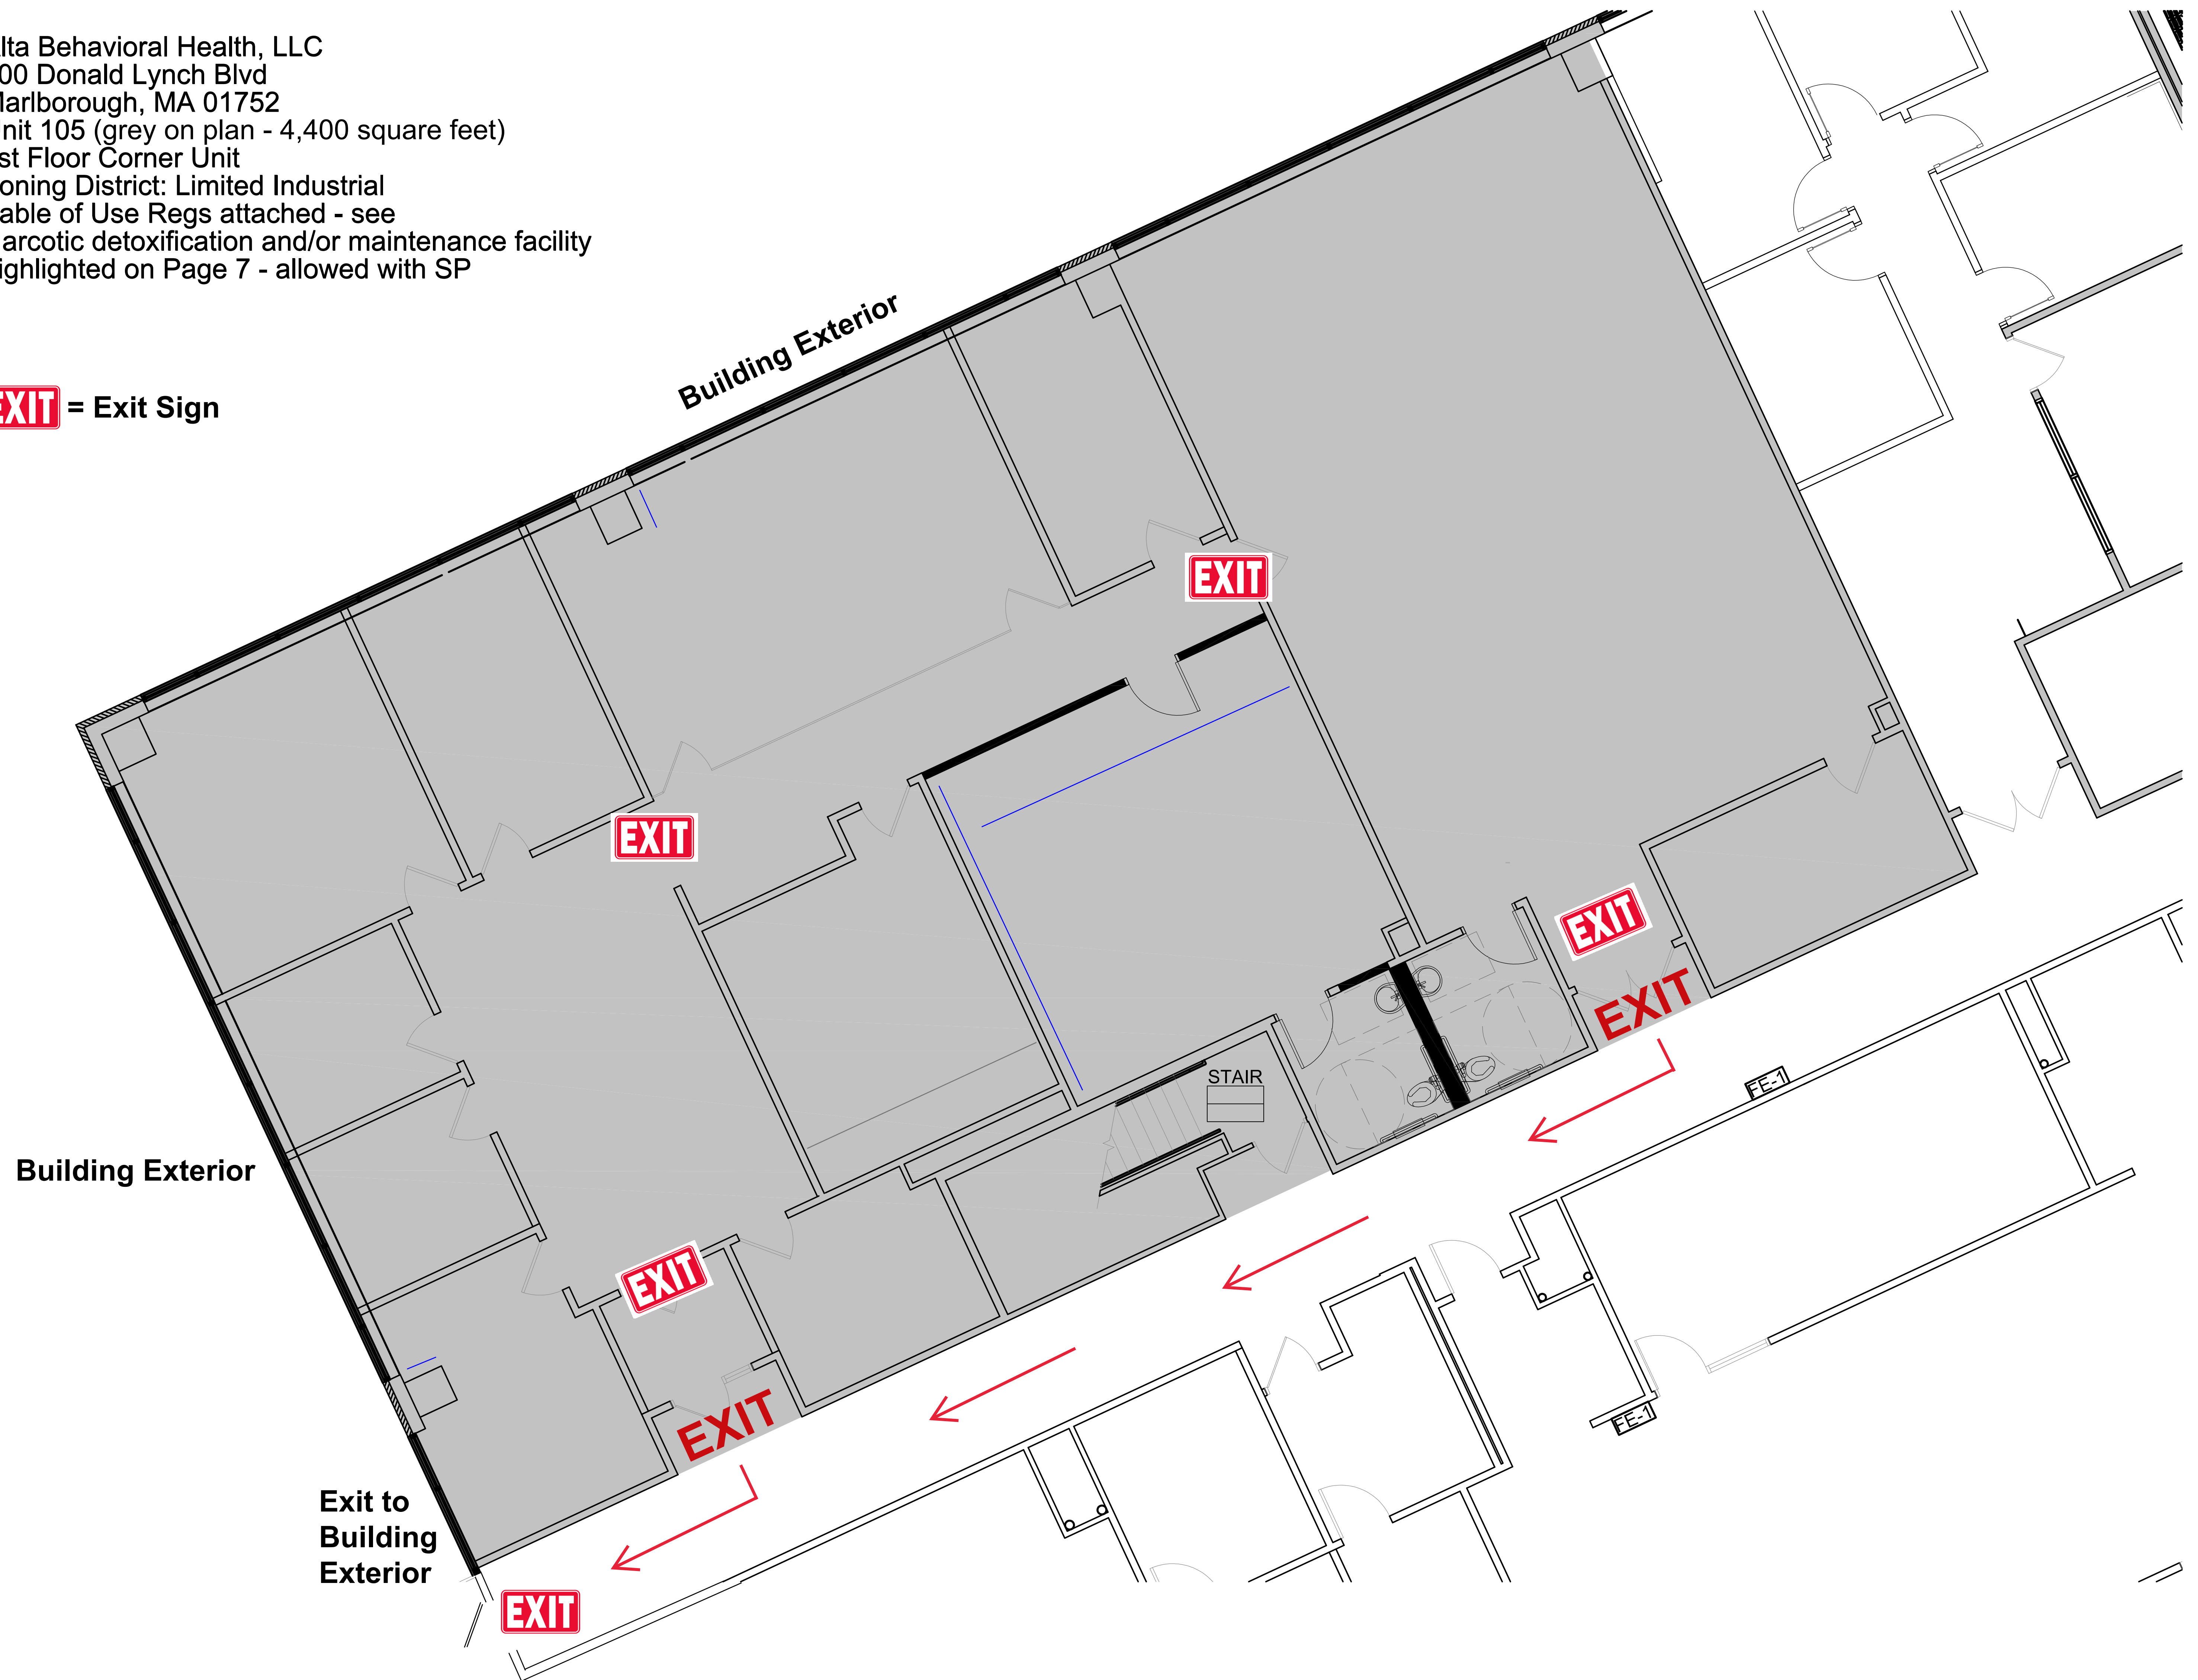 lta Behavioral Health, LLC
00 Donald Lynch Blvd
Marlborough, MA 01752
nit 105 (grey on plan - 4,400 square feet)
st Floor Corner Unit
oning District: Limited Industrial
able of Use Regs attached - see
arcotic detoxification and/or maintenance facility
ighlighted on Page 7 - allowed with SP
EXIT = Exit Sign
Building Exterior
EXIT
EXIT
EXIT
EXIT
STAIR
FE-1
Building Exterior
EXIT
EXIT
FE-1
Exit to
Building
Exterior
EXIT